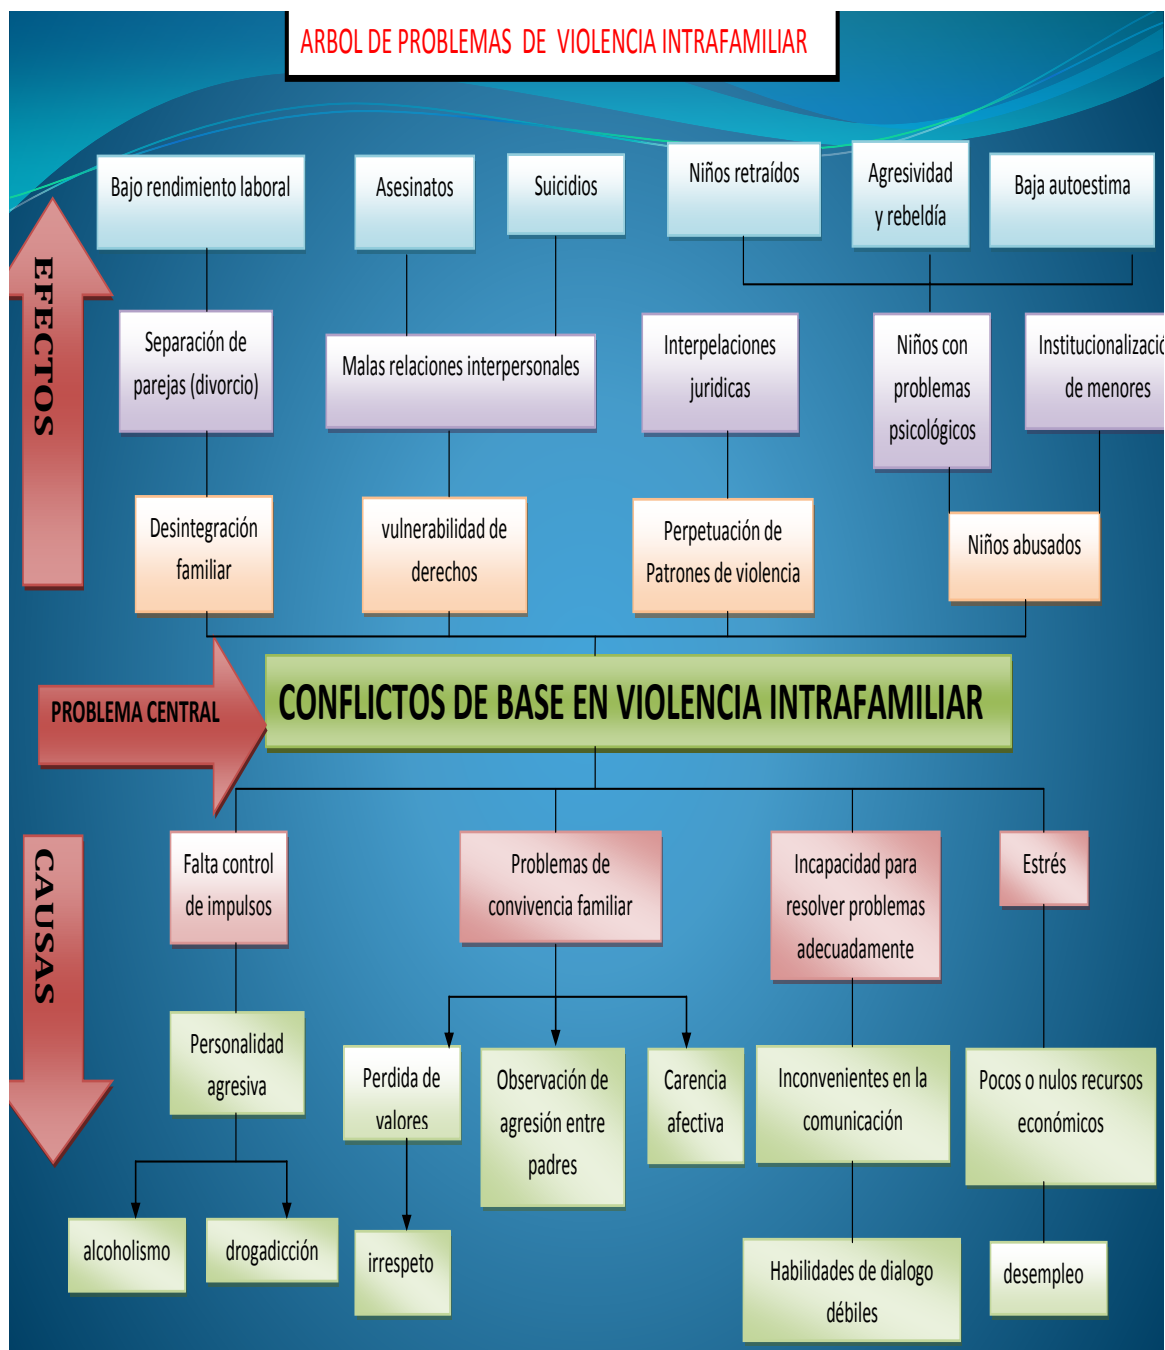 ARBOL DE PROBLEMAS DE VIOLENCIA INTRAFAMILIAR
Bajo rendimiento laboral
Asesinatos
Suicidios
Niños retraídos
Agresividad
y rebeldía
Baja autoestima
EFECTOS
Separación de
parejas (divorcio)
Malas relaciones interpersonales
Interpelaciones
juridicas
Niños con
problemas
psicológicos
Institucionalizació
de menores
Desintegración
familiar
vulnerabilidad de
derechos
Perpetuación de
Patrones de violencia
Niños abusados
PROBLEMA CENTRAL
CONFLICTOS DE BASE EN VIOLENCIA INTRAFAMILIAR
CAUSAS
Falta control
de impulsos
Problemas de
convivencia familiar
Incapacidad para
resolver problemas
adecuadamente
Estrés
Personalidad
agresiva
Perdida de
valores
Observación de
agresión entre
padres
Carencia
afectiva
Inconvenientes en la
comunicación
Pocos o nulos recursos
económicos
alcoholismo
drogadicción
irrespeto
Habilidades de dialogo
débiles
desempleo